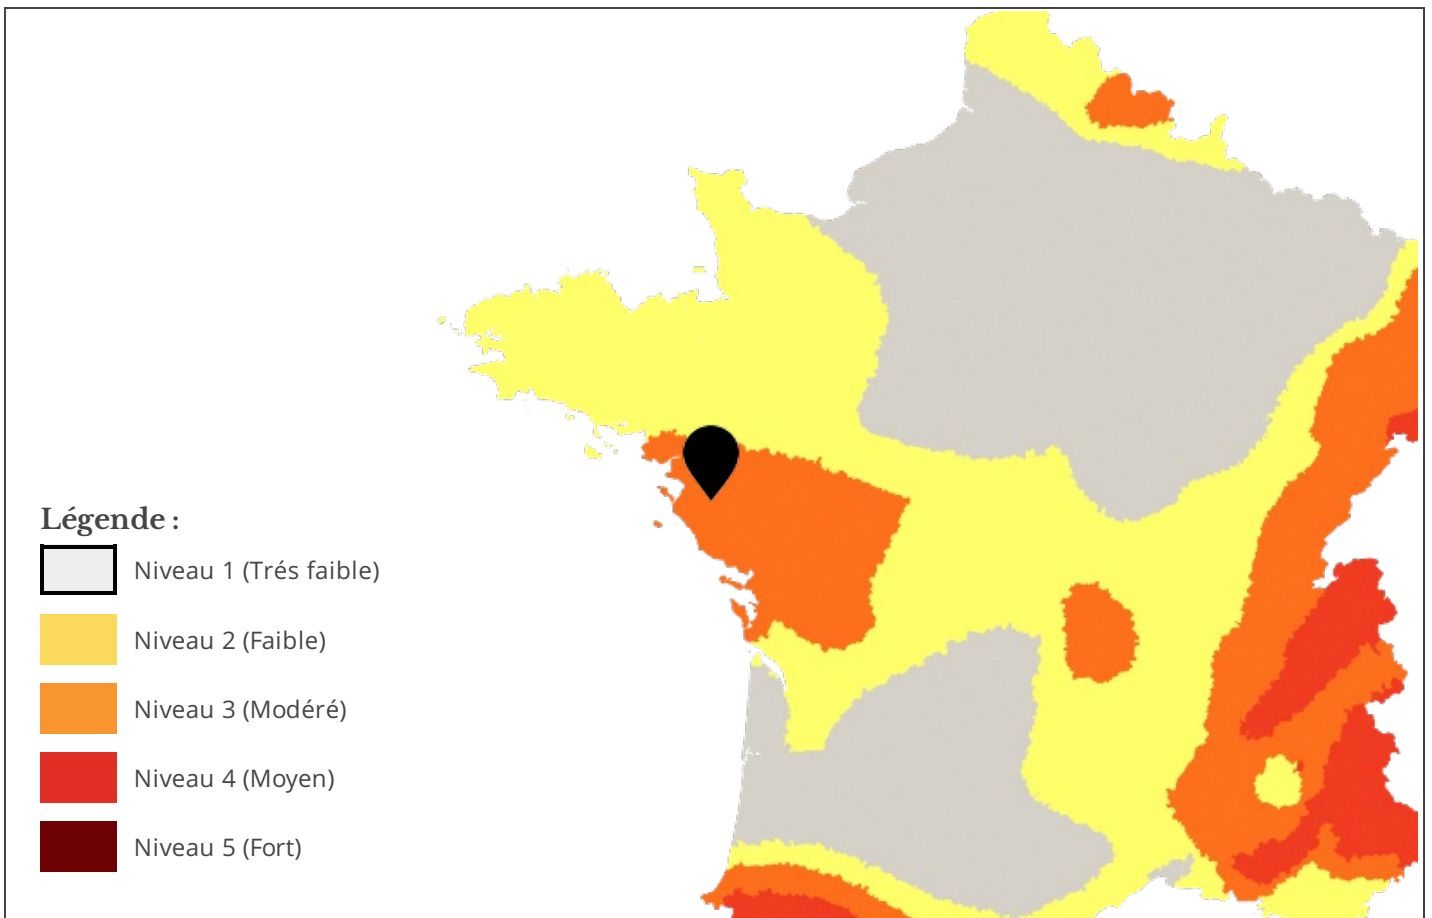 Légende :
Niveau 1 (Trés faible)
Niveau 2 (Faible)
Niveau 3 (Modéré)
Niveau 4 (Moyen)
Niveau 5 (Fort)